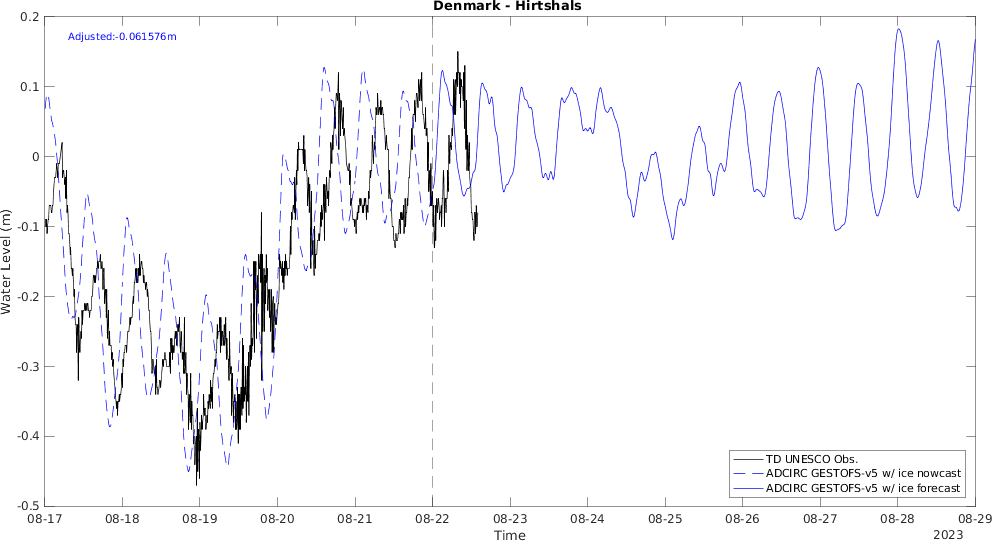 Denmark - Hirtshals
Adjusted:-0.061576m
0.2
0.1
0
-0.1
-0.2
-0.3
-0.4
-0.5
Water Level (m)
TD UNESCO Obs.
ADCIRC GESTOFS-v5 w/ ice nowcast
ADCIRC GESTOFS-v5 w/ ice forecast
08-17 08-18 08-19 08-20 08-21 08-22 08-23 08-24 08-25 08-26 08-27 08-28 08-29
Time
2023